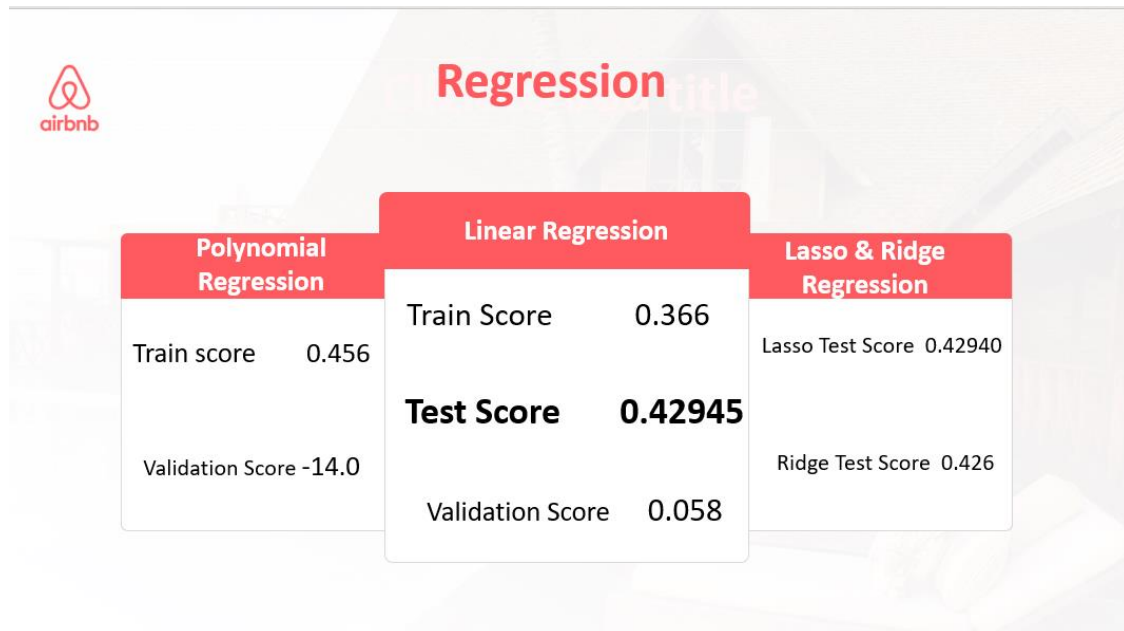 airbnb
Regression
title
Polynomial
Regression
Train score 0.456
Validation Score -14.0
Linear Regression
Train Score 0.366
Test Score 0.42945
Validation Score 0.058
Lasso & Ridge
Regression
Lasso Test Score 0.42940
Ridge Test Score 0.426